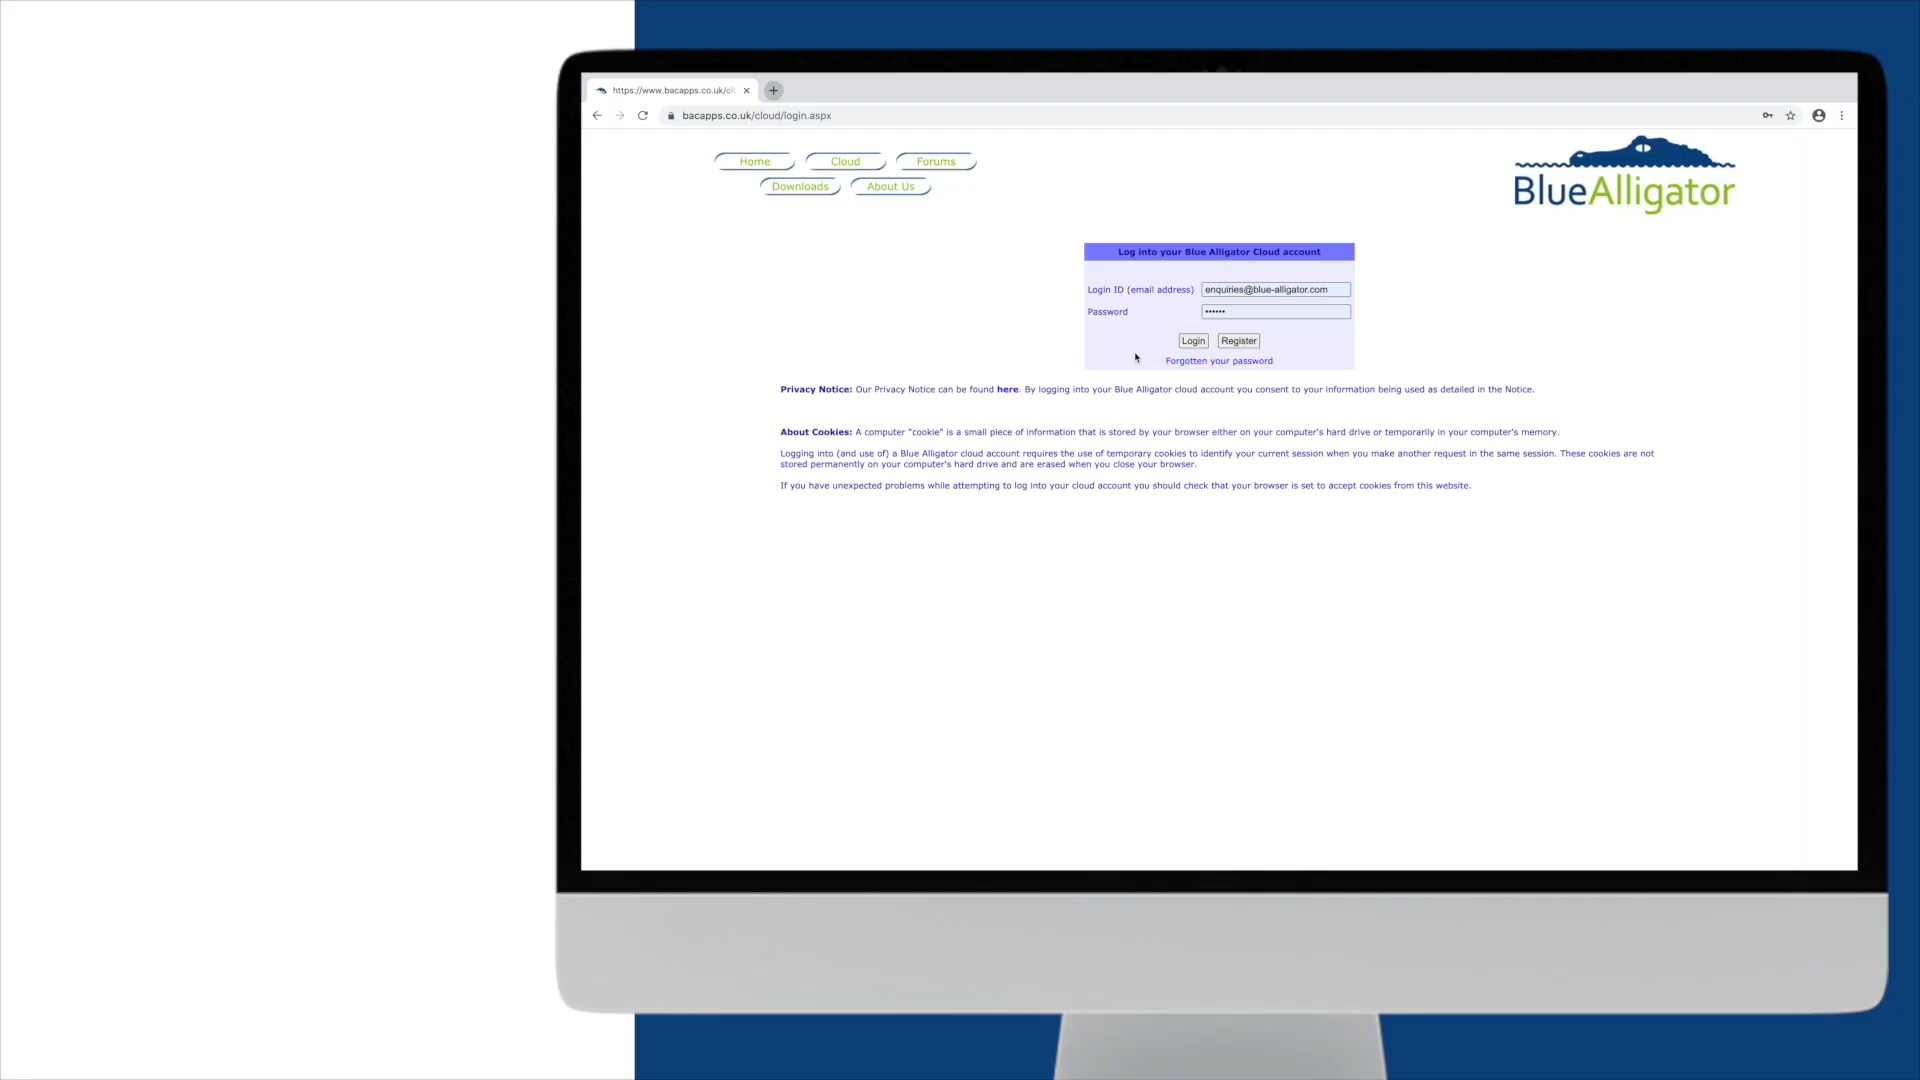 https://www.bacapps.co.uk/cl
bacapps.co.uk/cloud/login.aspx
Home
Cloud
Forums
Downloads
About Us
BlueAlligator
Log into your Blue Alligator Cloud account
Login ID (email address)
enquiries@blue-alligator.com
Password
••••••
Login
Register
Forgotten your password
Privacy Notice: Our Privacy Notice can be found here. By logging into your Blue Alligator cloud account you consent to your information being used as detailed in the Notice.
About Cookies: A computer "cookie" is a small piece of information that is stored by your browser either on your computer's hard drive or temporarily in your computer's memory.
Logging into (and use of) a Blue Alligator cloud account requires the use of temporary cookies to identify your current session when you make another request in the same session. These cookies are not
stored permanently on your computer's hard drive and are erased when you close your browser.
If you have unexpected problems while attempting to log into your cloud account you should check that your browser is set to accept cookies from this website.